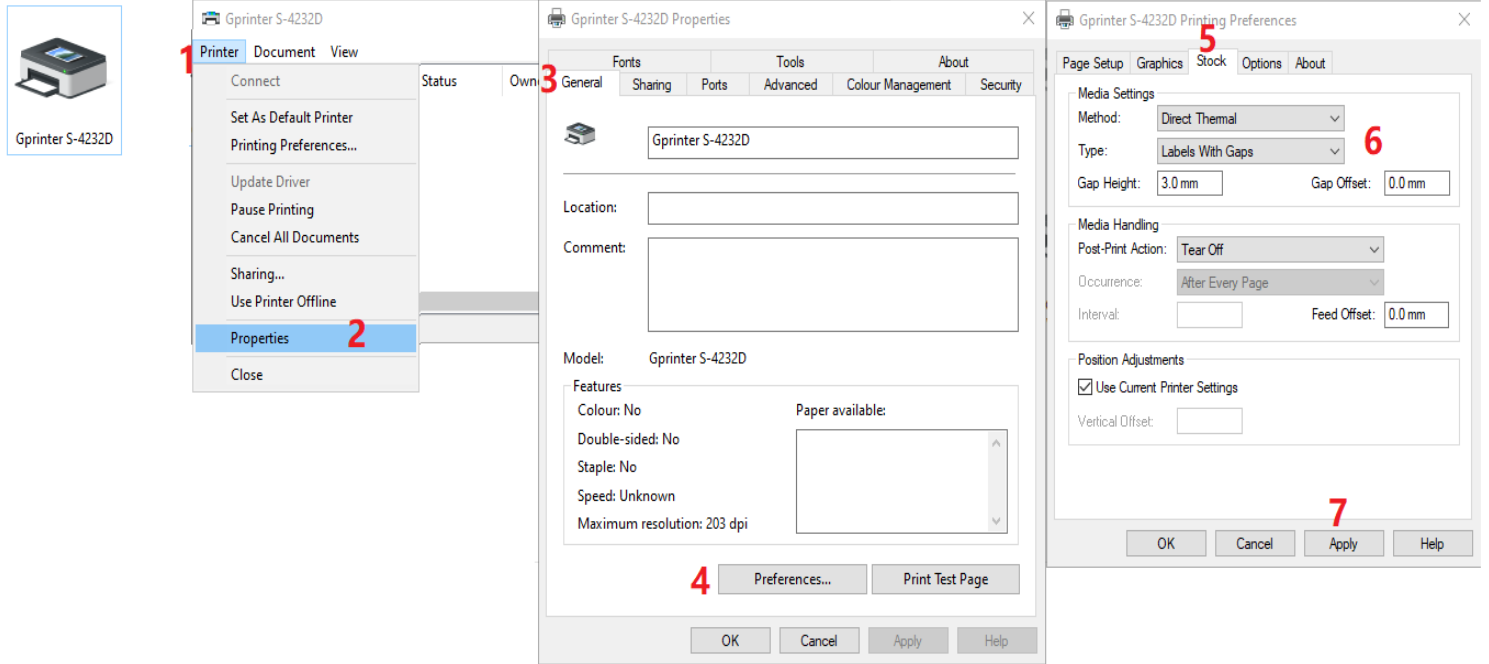 Gprinter S-4232D
Gprinter S-4232D
1
Printer Document View
Connect
Set As Default Printer
Printing Preferences...
Update Driver
Pause Printing
Cancel All Documents
Sharing...
Use Printer Offline
Properties 2
Close
Status
Gprinter S-4232D Properties
Fonts Tools About
3 General Sharing Ports Advanced Colour Management Security
Gprinter S-4232D
Location:
Comment:
Model: Gprinter S-4232D
Features
Colour: No
Double-sided: No
Staple: No
Speed: Unknown
Maximum resolution: 203 dpi
Paper available:
4 Preferences... Print Test Page
OK Cancel Apply Help
Gprinter S-4232D Printing Preferences
5
Page Setup Graphics Stock Options About
Media Settings
Method: Direct Thermal
6
Type: Labels With Gaps
Gap Height: 3.0 mm Gap Offset: 0.0 mm
Media Handling
Post-Print Action: Tear Off
Occurrence: After Every Page
Interval: Feed Offset: 0.0 mm
Position Adjustments
Use Current Printer Settings
Vertical Offset:
7
OK Cancel Apply Help